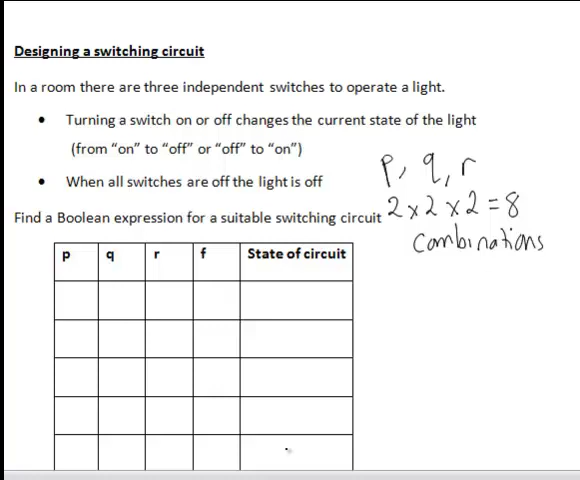 Designing a switching circuit
In a room there are three independent switches to operate a light.
• Turning a switch on or off changes the current state of the light
(from “on” to “off” or “off” to “on”)
• When all switches are off the light is off
p, q, r
Find a Boolean expression for a suitable switching circuit
2 x 2 x 2 = 8
combinations
p q r f State of circuit